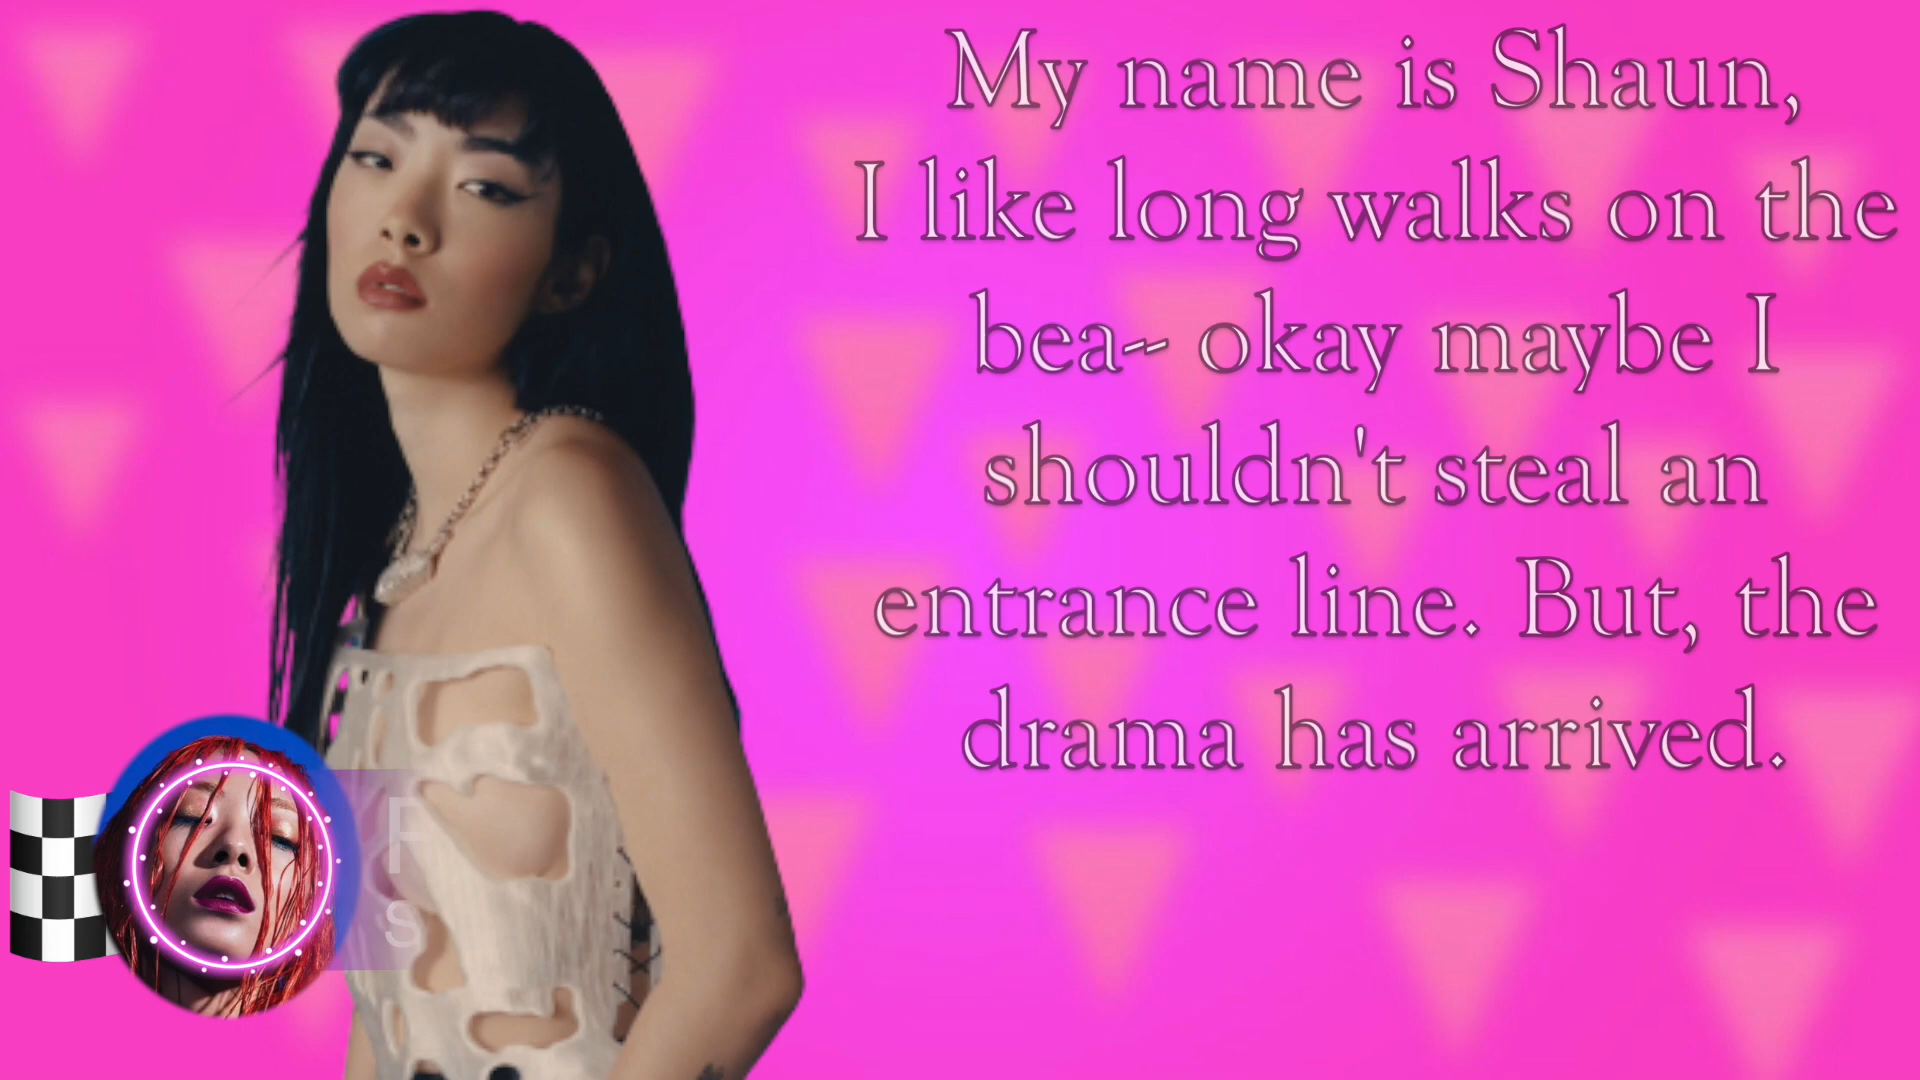 My name is Shaun,
I like long walks on the
bea-- okay maybe I
shouldn't steal an
entrance line. But, the
drama has arrived.